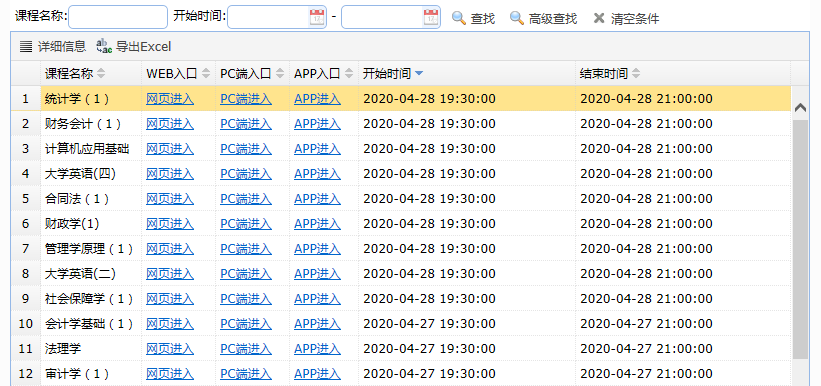 课程名称: 开始时间: - 查找 高级查找 清空条件
详细信息 导出Excel
课程名称 WEB入口 PC端入口 APP入口 开始时间 结束时间
1 统计学（1） 网页进入 PC端进入 APP进入 2020-04-28 19:30:00 2020-04-28 21:00:00
2 财务会计（1） 网页进入 PC端进入 APP进入 2020-04-28 19:30:00 2020-04-28 21:00:00
3 计算机应用基础 网页进入 PC端进入 APP进入 2020-04-28 19:30:00 2020-04-28 21:00:00
4 大学英语(四) 网页进入 PC端进入 APP进入 2020-04-28 19:30:00 2020-04-28 21:00:00
5 合同法（1） 网页进入 PC端进入 APP进入 2020-04-28 19:30:00 2020-04-28 21:00:00
6 财政学(1) 网页进入 PC端进入 APP进入 2020-04-28 19:30:00 2020-04-28 21:00:00
7 管理学原理（1） 网页进入 PC端进入 APP进入 2020-04-28 19:30:00 2020-04-28 21:00:00
8 大学英语(二) 网页进入 PC端进入 APP进入 2020-04-28 19:30:00 2020-04-28 21:00:00
9 社会保障学（1） 网页进入 PC端进入 APP进入 2020-04-28 19:30:00 2020-04-28 21:00:00
10 会计学基础（1） 网页进入 PC端进入 APP进入 2020-04-27 19:30:00 2020-04-27 21:00:00
11 法理学 网页进入 PC端进入 APP进入 2020-04-27 19:30:00 2020-04-27 21:00:00
12 审计学（1） 网页进入 PC端进入 APP进入 2020-04-27 19:30:00 2020-04-27 21:00:00